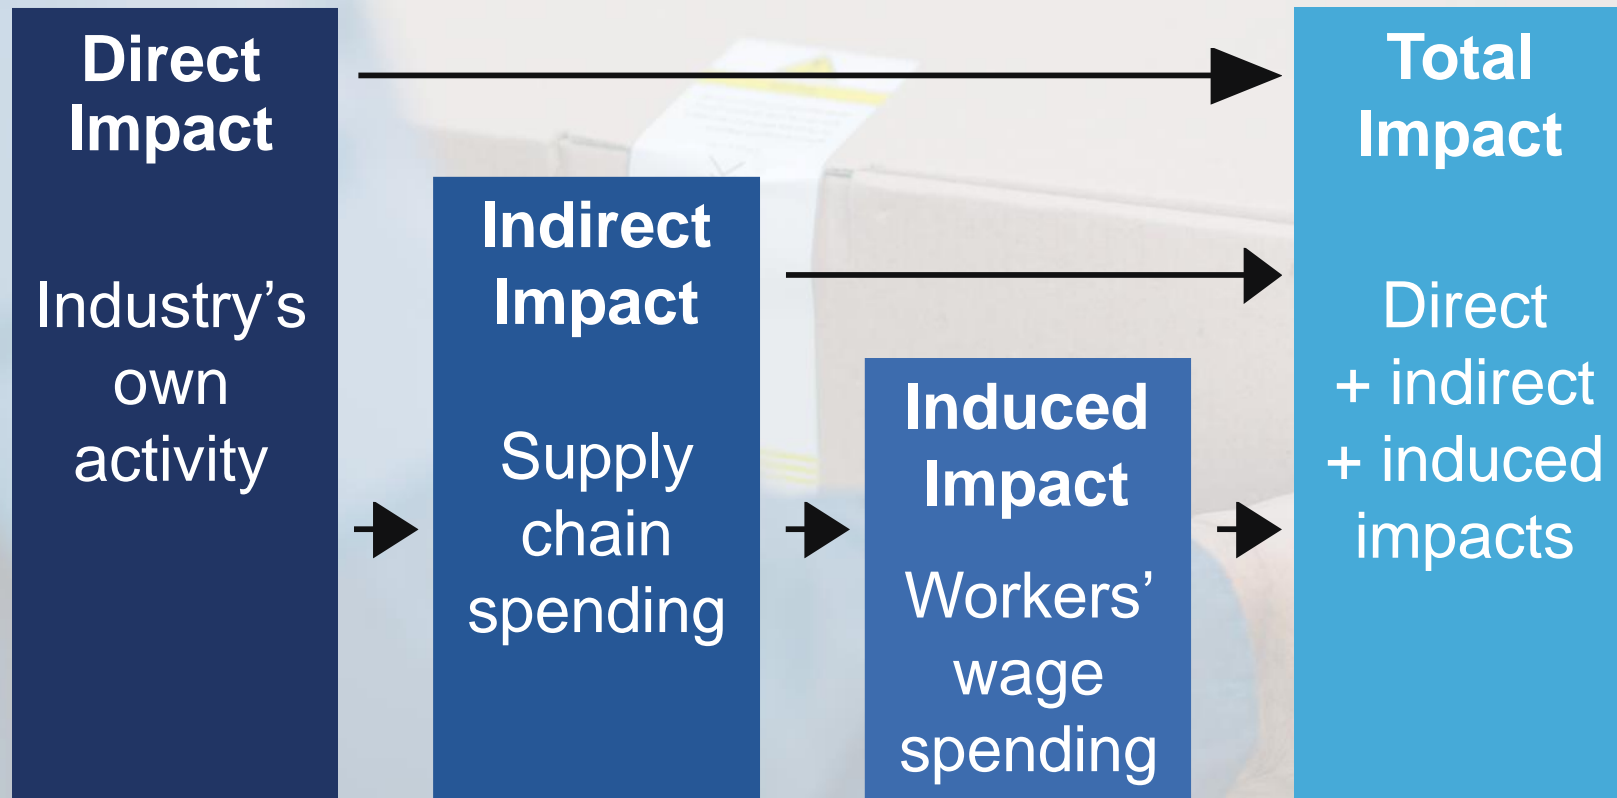 Direct
Impact
Industry’s
own
activity
Indirect
Impact
Supply
chain
spending
Induced
Impact
Workers’
wage
spending
Total
Impact
Direct
+ indirect
+ induced
impacts